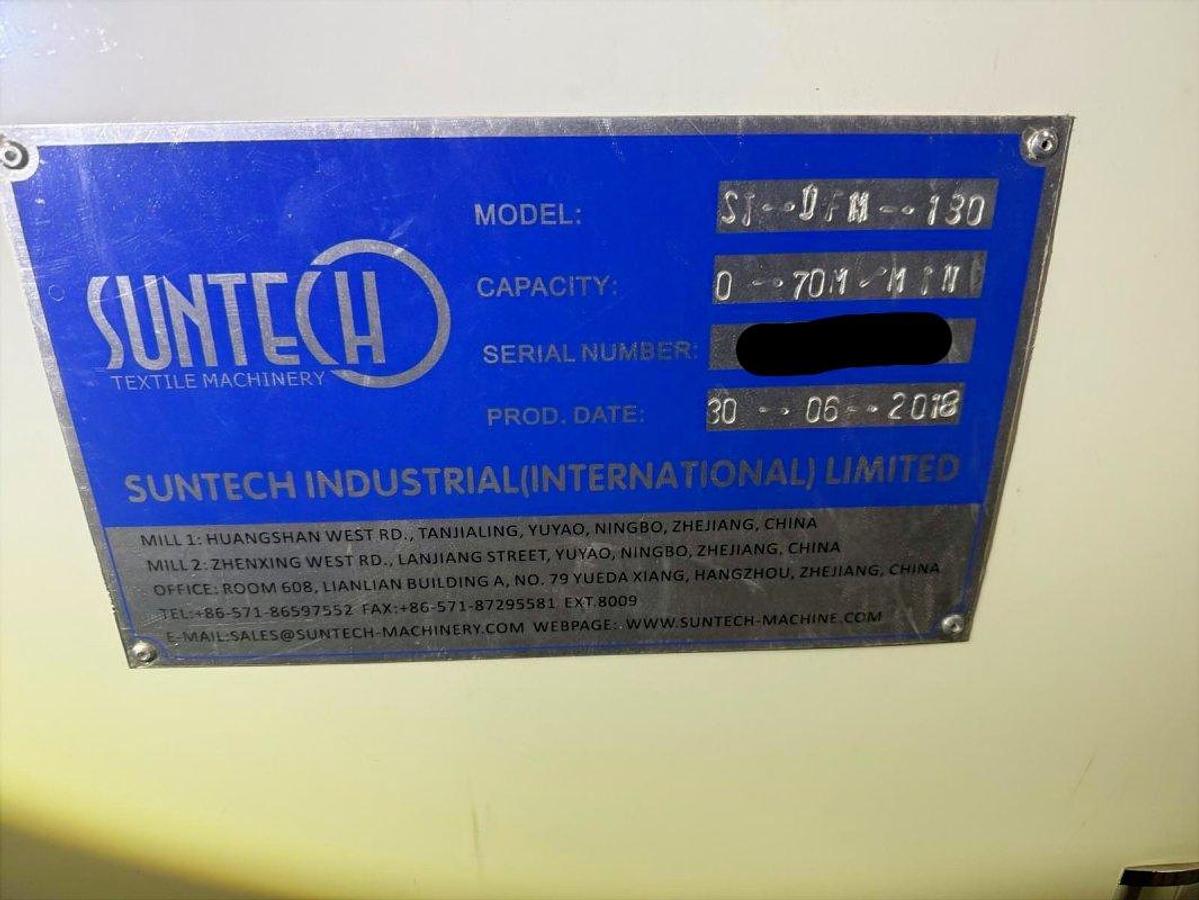 SUNTECH
TEXTILE MACHINERY
MODEL: ST--DFM--180
CAPACITY: 0--70M/MIN
SERIAL NUMBER:
PROD. DATE: 30--06--2018
SUNTECH INDUSTRIAL(INTERNATIONAL) LIMITED
MILL 1: HUANGSHAN WEST RD., TANJIALING, YUYAO, NINGBO, ZHEJIANG, CHINA
MILL 2: ZHENXING WEST RD., LANJIANG STREET, YUYAO, NINGBO, ZHEJIANG, CHINA
OFFICE: ROOM 608, LIANLIAN BUILDING A, NO. 79 YUEDA XIANG, HANGZHOU, ZHEJIANG, CHINA
TEL:+86-571-86597552 FAX:+86-571-87295581 EXT.8009
E-MAIL:SALES@SUNTECH-MACHINERY.COM WEBPAGE: WWW.SUNTECH-MACHINE.COM